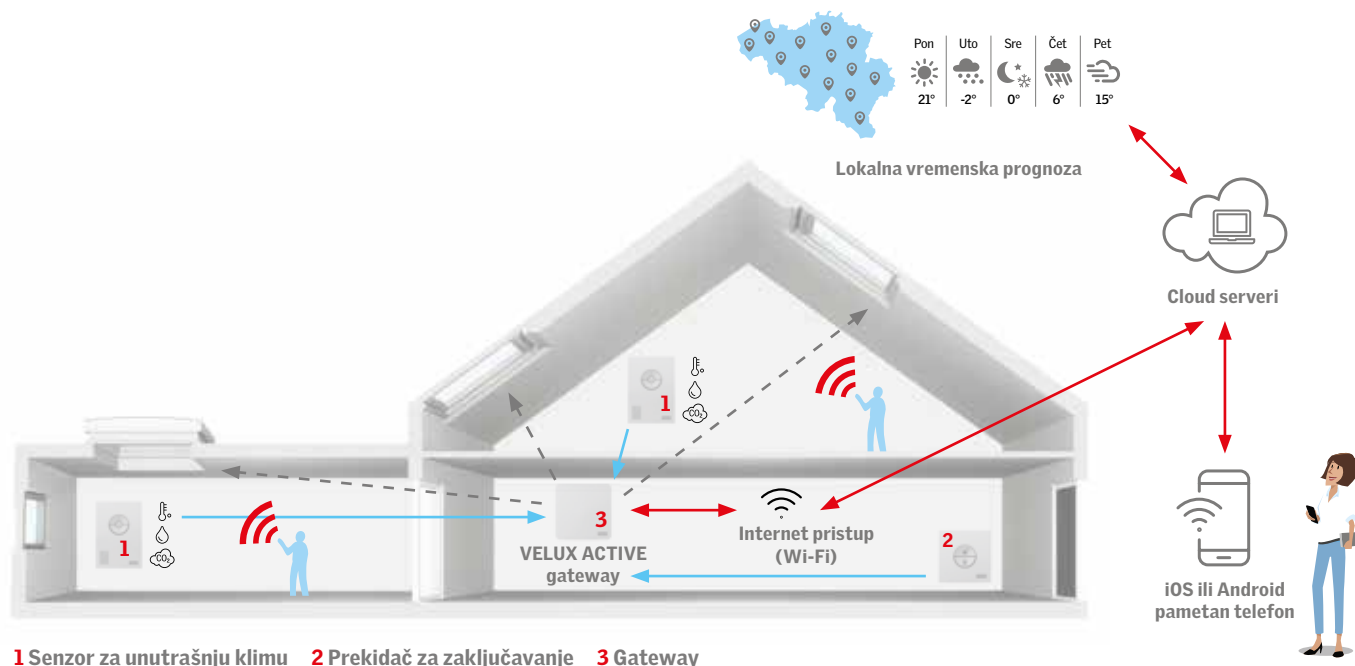 Pon Uto Sre Čet Pet
21° -2° 0° 6° 15°
Lokalna vremenska prognoza
Cloud serveri
1
CO₂
1
CO₂
3
VELUX ACTIVE
gateway
Internet pristup
(Wi-Fi)
2
iOS ili Android
pametan telefon
1 Senzor za unutrašnju klimu 2 Prekidač za zaključavanje 3 Gateway